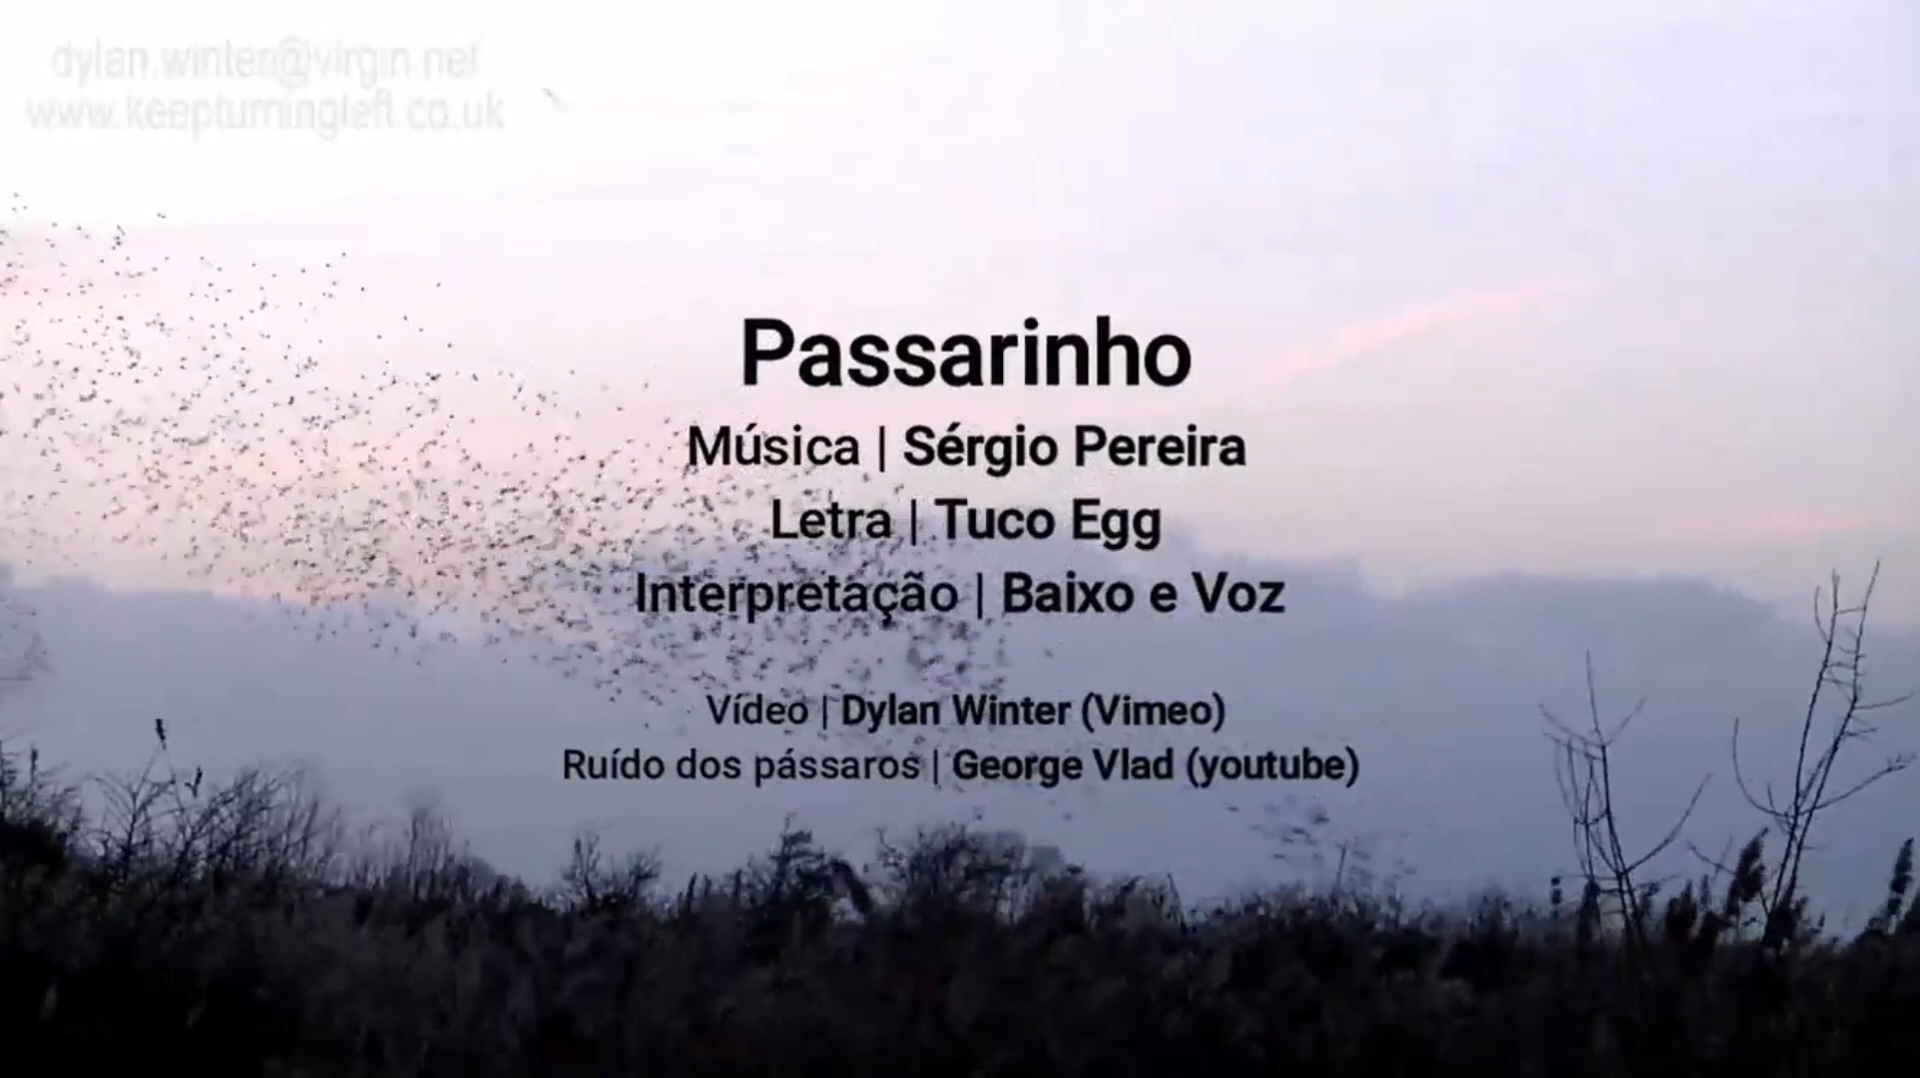 dylan.winter@virgin.net
www.keepturningleft.co.uk
Passarinho
Música | Sérgio Pereira
Letra | Tuco Egg
Interpretação | Baixo e Voz
Vídeo | Dylan Winter (Vimeo)
Ruído dos pássaros | George Vlad (youtube)